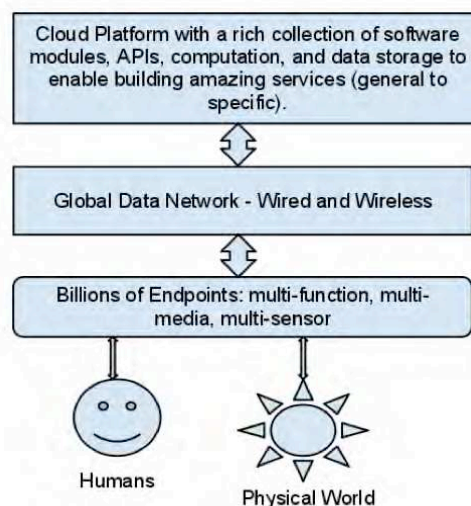 Cloud Platform with a rich collection of software
modules, APIs, computation, and data storage to
enable building amazing services (general to
specific).
Global Data Network - Wired and Wireless
Billions of Endpoints: multi-function, multi-
media, multi-sensor
Humans
Physical World